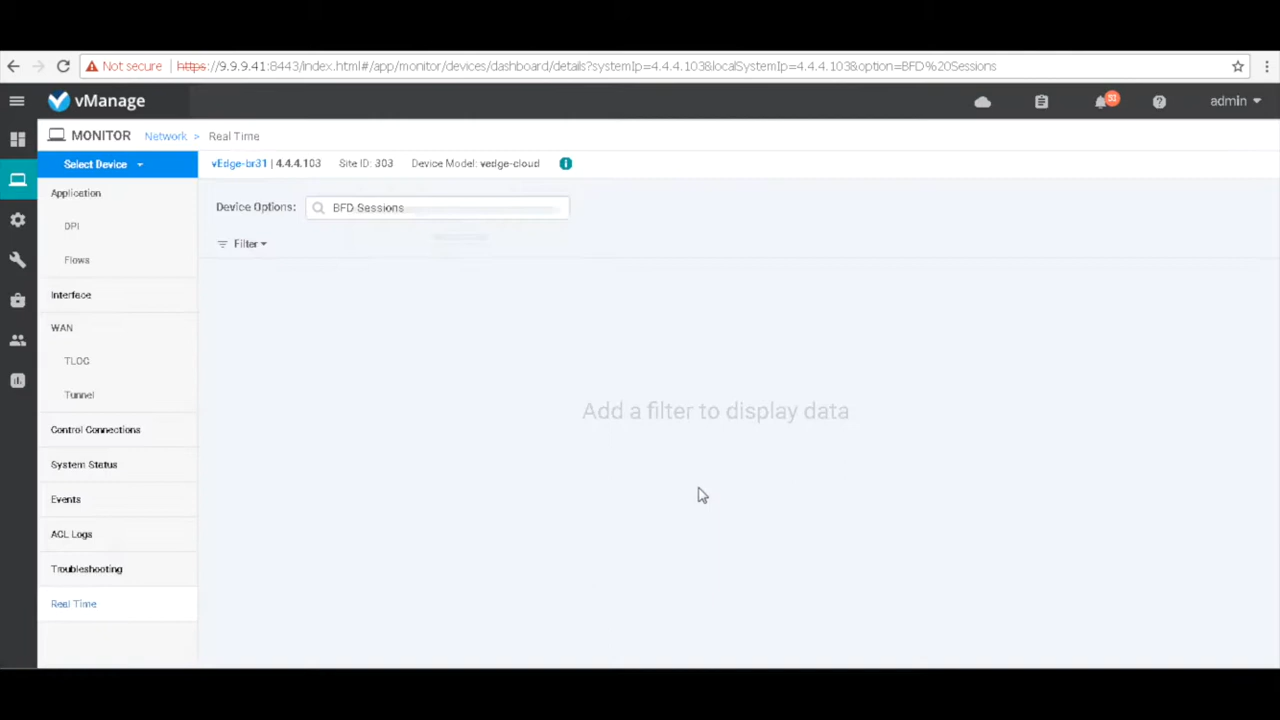 Not secure https://9.9.9.41:8443/index.html#/app/monitor/devices/dashboard/details?systemIp=4.4.4.103&localSystemIp=4.4.4.103&option=BFD%20Sessions
vManage 51 admin
MONITOR Network > Real Time
Select Device vEdge-br31 | 4.4.4.103 Site ID: 303 Device Model: vedge-cloud
Application
Device Options: BFD Sessions
DPI
Filter
Flows
Interface
WAN
TLOC
Tunnel
Add a filter to display data
Control Connections
System Status
Events
ACL Logs
Troubleshooting
Real Time